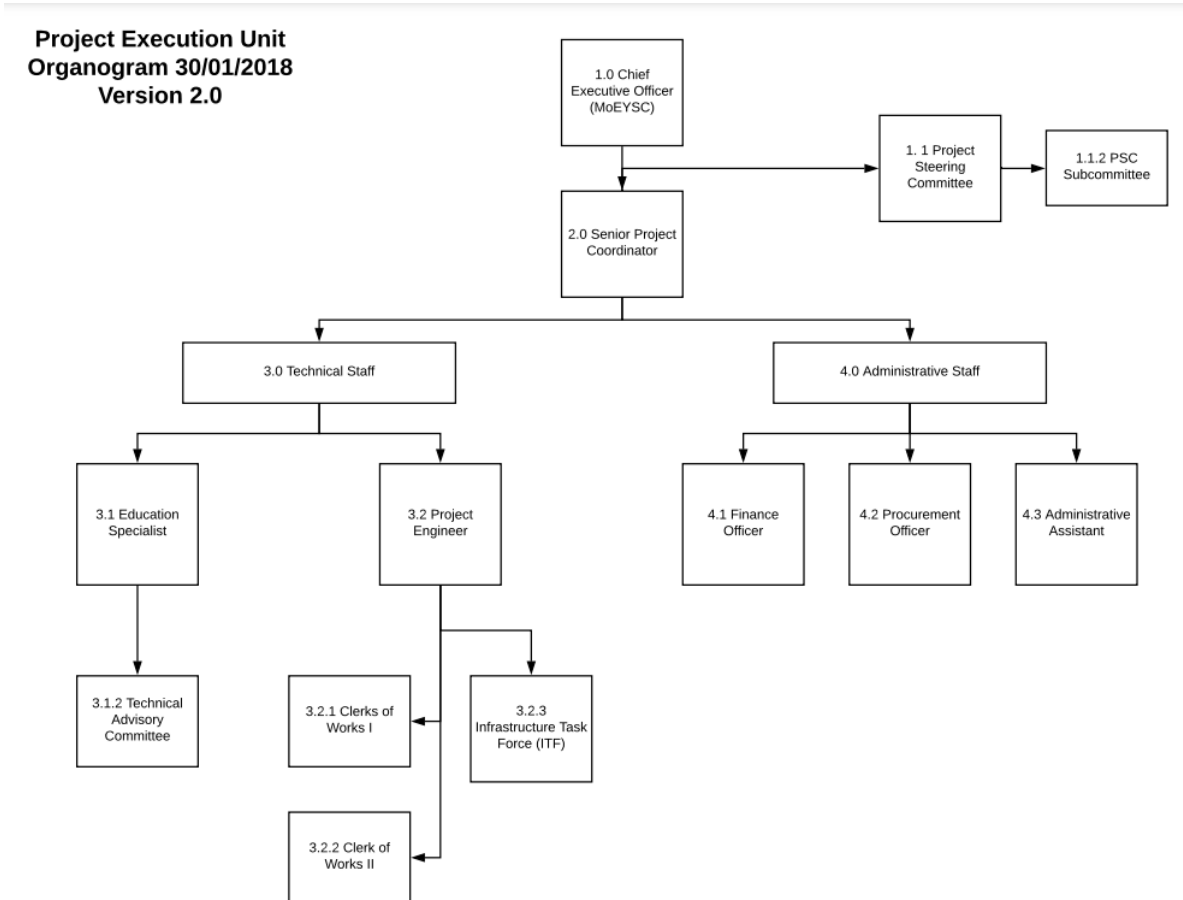 Project Execution Unit
Organogram 30/01/2018
Version 2.0
1.0 Chief
Executive Officer
(MoEYSC)
1. 1 Project
Steering
Committee
1.1.2 PSC
Subcommittee
2.0 Senior Project
Coordinator
3.0 Technical Staff
4.0 Administrative Staff
3.1 Education
Specialist
3.2 Project
Engineer
4.1 Finance
Officer
4.2 Procurement
Officer
4.3 Administrative
Assistant
3.1.2 Technical
Advisory
Committee
3.2.1 Clerks of
Works I
3.2.3
Infrastructure Task
Force (ITF)
3.2.2 Clerk of
Works II